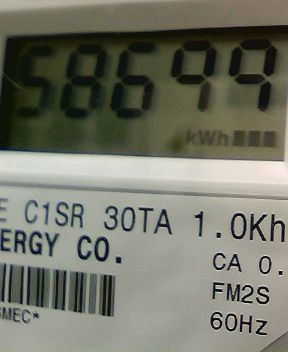 58699
kWh
E C1SR 30TA 1.0Kh
ERGY CO.
CA 0.
FM2S
60Hz
SMEC*